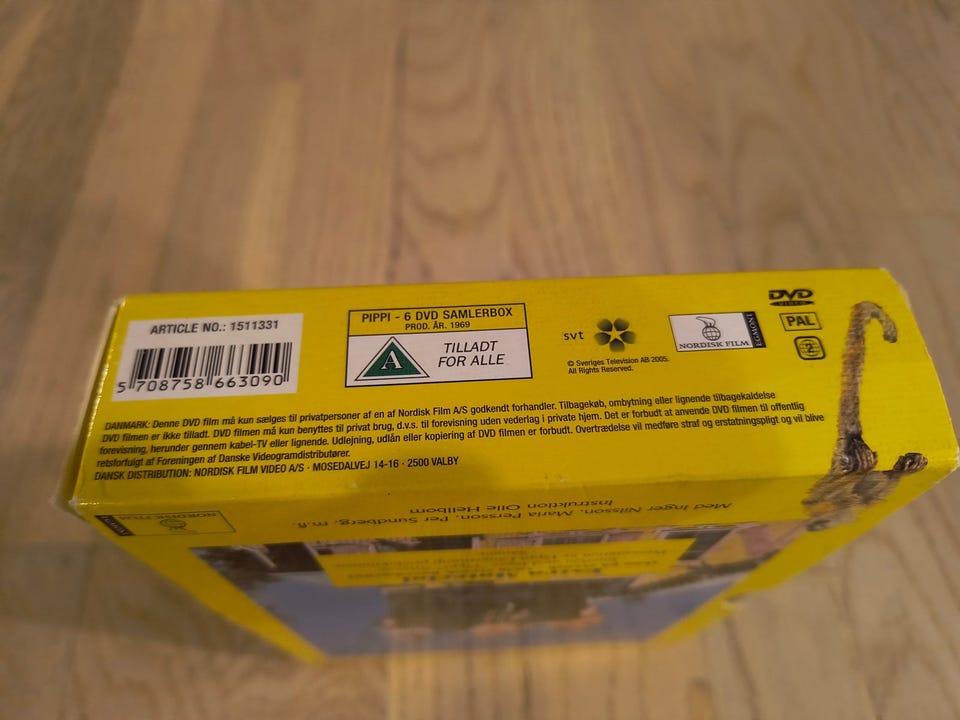 ARTICLE NO.: 1511331
5 708758 663090
PIPPI - 6 DVD SAMLERBOX
PROD. ÅR. 1969
A
TILLADT
FOR ALLE
svt
© Sveriges Television AB 2005.
All Rights Reserved.
NORDISK FILM
EGMONT
DVD
VIDEO
PAL
2
DANMARK: Denne DVD film må kun sælges til privatpersoner af en af Nordisk Film A/S godkendt forhandler. Tilbagekøb, ombytning eller lignende tilbagekaldelse
DVD filmen er ikke tilladt. DVD filmen må kun benyttes til privat brug, d.v.s. til forevisning uden vederlag i private hjem. Det er forbudt at anvende DVD filmen til offentlig
forevisning, herunder gennem kabel-TV eller lignende. Udlejning, udlån eller kopiering af DVD filmen er forbudt. Overtrædelse vil medføre straf og erstatningspligt og vil blive
retsforfulgt af Foreningen af Danske Videogramdistributører.
DANSK DISTRIBUTION: NORDISK FILM VIDEO A/S · MOSEDALVEJ 14-16 · 2500 VALBY
Med Inger Nilsson, Maria Persson, Pär Sundberg, m.fl.
Instruktion Olle Hellbom
NORDISK FILM
EGMONT
Extra Material